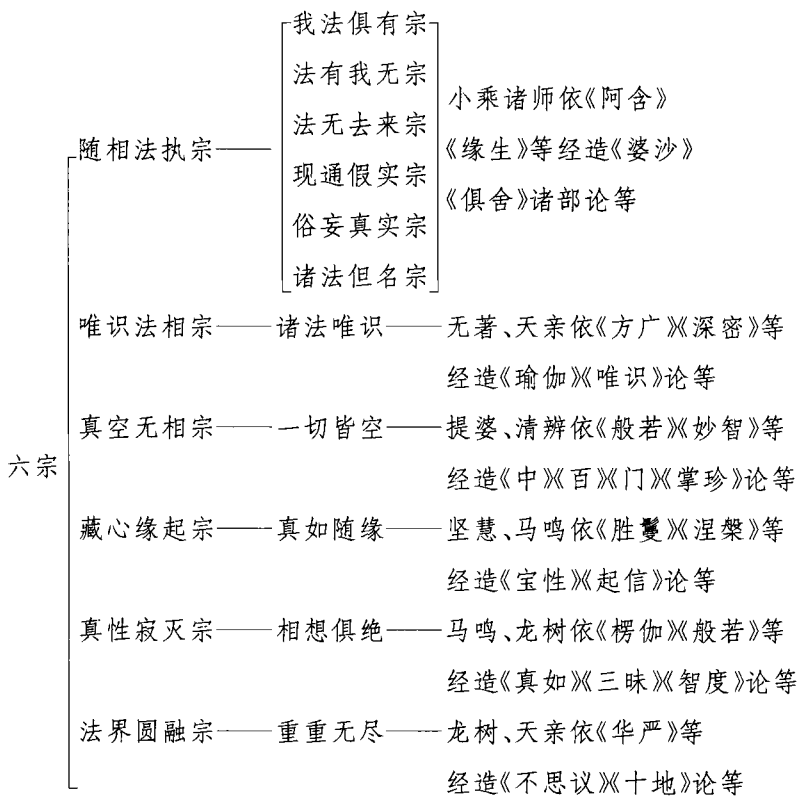 我法俱有宗
法有我无宗
法无去来宗
现通假实宗
俗妄真实宗
诸法但名宗
随相法执宗
小乘诸师依《阿含》
《缘生》等经造《婆沙》
《俱舍》诸部论等
唯识法相宗 诸法唯识 无著、天亲依《方广》《深密》等
经造《瑜伽》《唯识》论等
真空无相宗 一切皆空 提婆、清辨依《般若》《妙智》等
经造《中》《百》《门》《掌珍》论等
六宗
藏心缘起宗 真如随缘 坚慧、马鸣依《胜鬘》《涅槃》等
经造《宝性》《起信》论等
真性寂灭宗 相想俱绝 马鸣、龙树依《楞伽》《般若》等
经造《真如》《三昧》《智度》论等
法界圆融宗 重重无尽 龙树、天亲依《华严》等
经造《不思议》《十地》论等